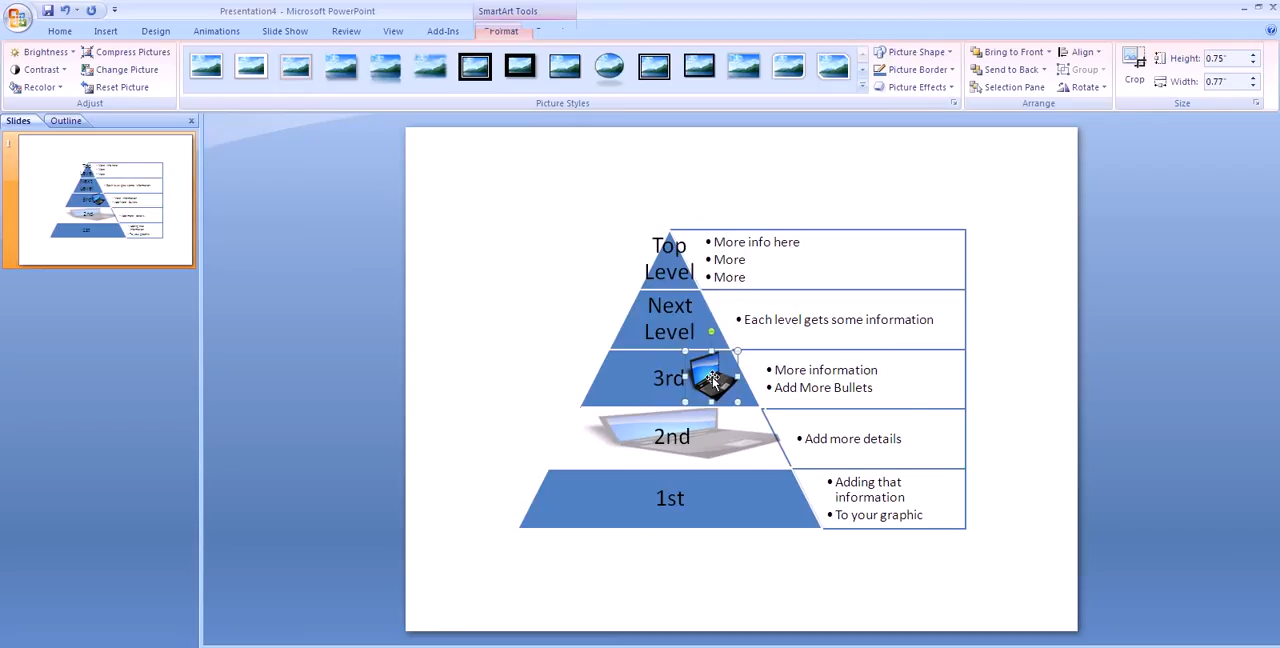 Presentation4 - Microsoft PowerPoint
SmartArt Tools
Home Insert Design Animations Slide Show Review View Add-Ins Format
Brightness Compress Pictures
Contrast Change Picture
Recolor Reset Picture
Adjust
Picture Styles
Picture Shape
Picture Border
Picture Effects
Bring to Front Align
Send to Back Group
Selection Pane Rotate
Arrange
Crop
Height: 0.75"
Width: 0.77"
Size
Slides Outline
1
Top
Level
• More info here
• More
• More
Next
Level
• Each level gets some information
3rd
• More information
• Add More Bullets
2nd
• Add more details
1st
• Adding that
information
• To your graphic